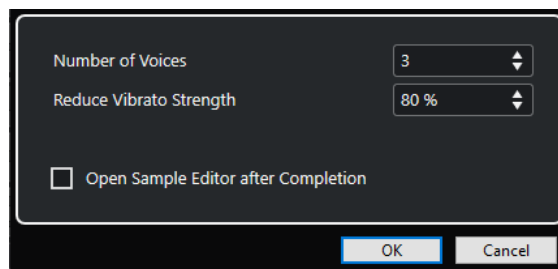 Number of Voices 3
Reduce Vibrato Strength 80 %
Open Sample Editor after Completion
OK Cancel